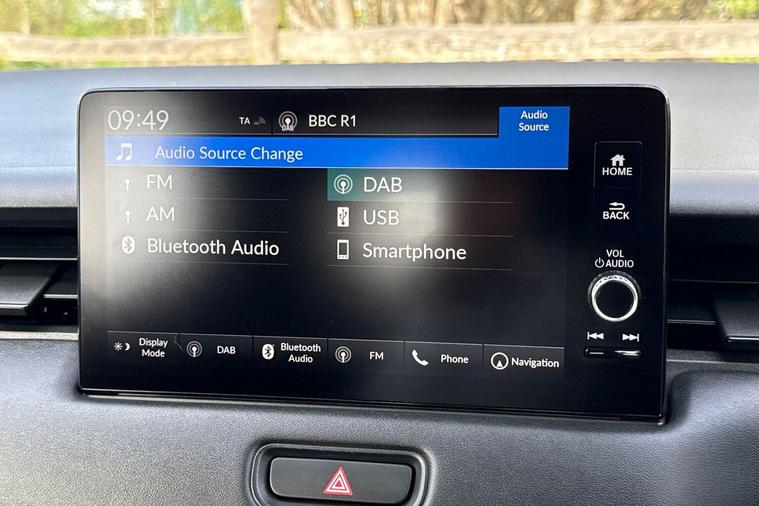 09:49 TA DAB BBC R1 Audio Source
Audio Source Change
FM DAB
AM USB
Bluetooth Audio Smartphone
Display Mode DAB Bluetooth Audio FM Phone Navigation
HOME
BACK
VOL
AUDIO